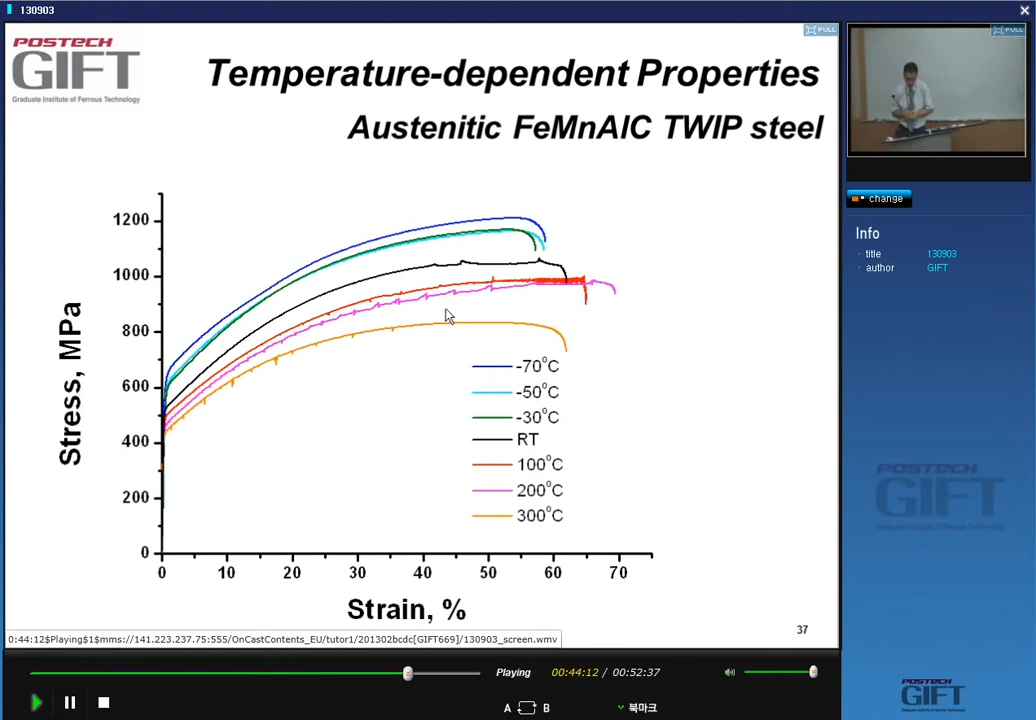 130903
POSTECH
GIFT
Graduate Institute of Ferrous Technology
FULL
FULL
Temperature-dependent Properties
Austenitic FeMnAlC TWIP steel
change
Info
title 130903
author GIFT
1200
1000
800
600
400
200
0
Stress, MPa
-70°C
-50°C
-30°C
RT
100°C
200°C
300°C
0 10 20 30 40 50 60 70
Strain, %
37
0:44:12$Playing$1$mms://141.223.237.75:555/OnCastContents_EU/tutor1/201302bcdc[GIFT669]/130903_screen.wmv
POSTECH
GIFT
Playing 00:44:12 / 00:52:37
A B 북마크
POSTECH
GIFT